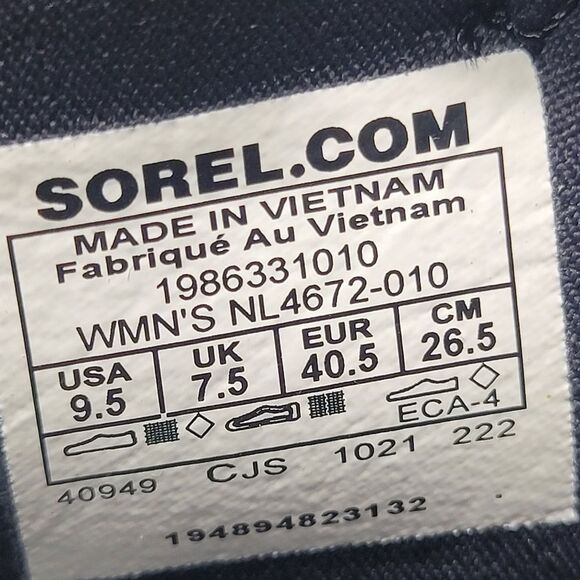 SOREL.COM
MADE IN VIETNAM
Fabriqué Au Vietnam
1986331010
WMN'S NL4672-010
USA UK EUR CM
9.5 7.5 40.5 26.5
ECA-4
40949 CJS 1021 222
194894823132